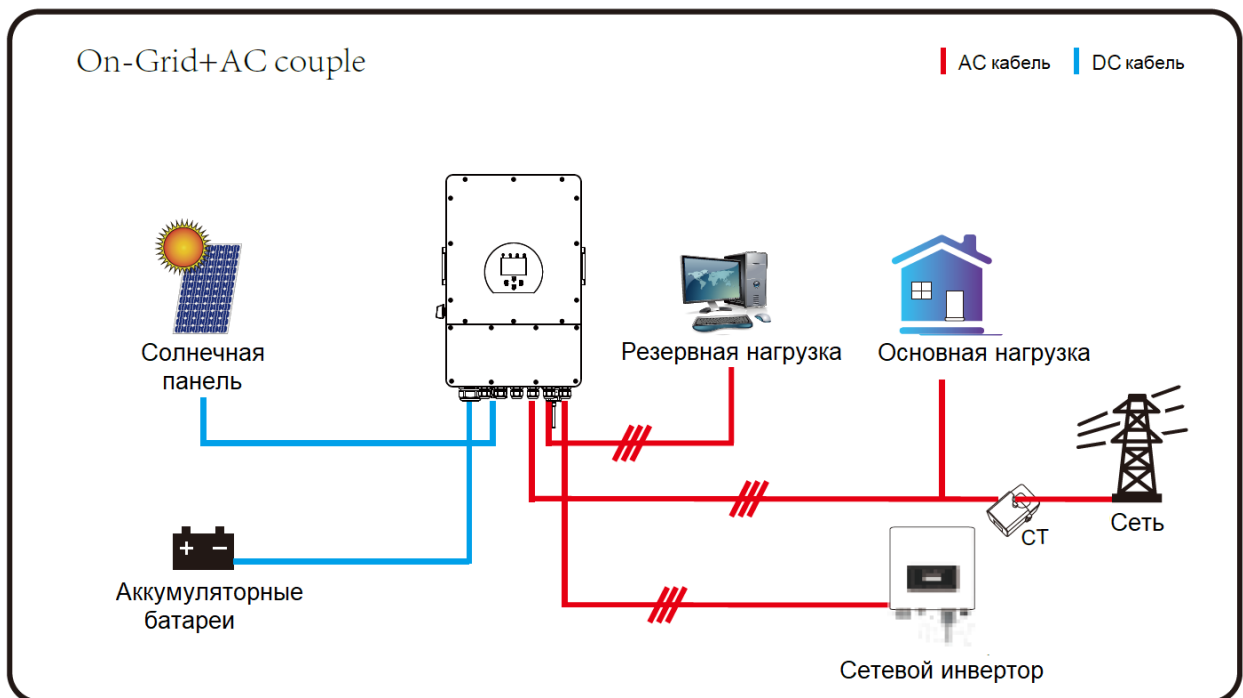 On-Grid+AC couple
AC кабель
DC кабель
Солнечная
панель
Резервная нагрузка
Основная нагрузка
CT
Сеть
Аккумуляторные
батареи
Сетевой инвертор